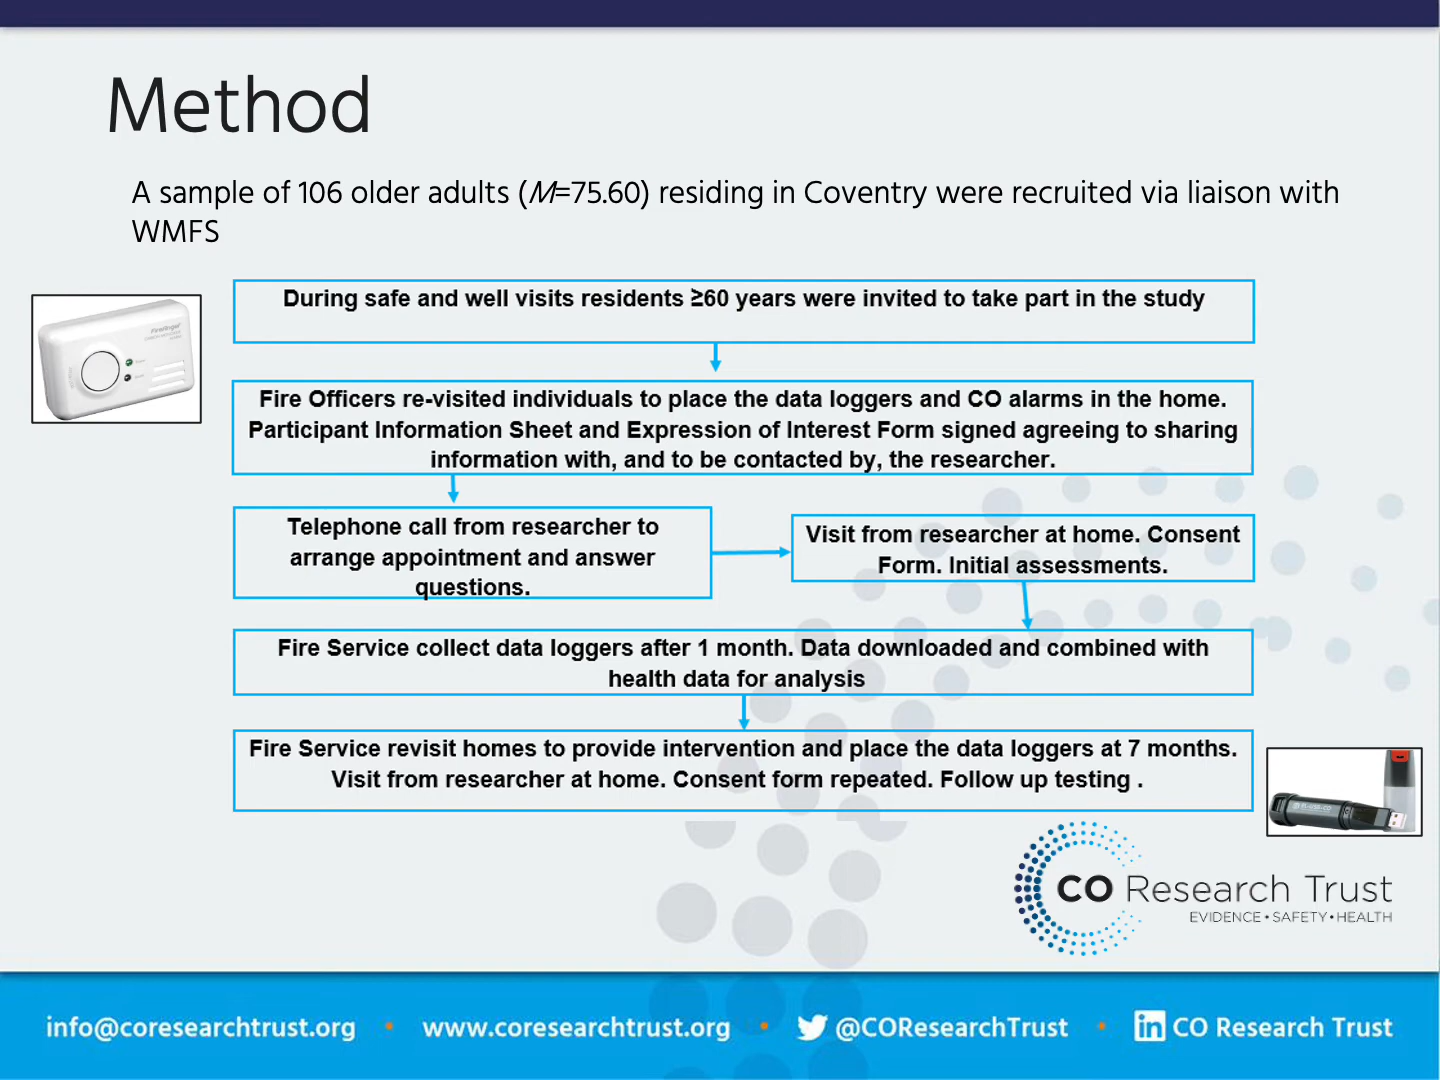 Method
A sample of 106 older adults (M=75.60) residing in Coventry were recruited via liaison with
WMFS
During safe and well visits residents ≥60 years were invited to take part in the study
FireAngel
Fire Officers re-visited individuals to place the data loggers and CO alarms in the home.
Participant Information Sheet and Expression of Interest Form signed agreeing to sharing
information with, and to be contacted by, the researcher.
Telephone call from researcher to
arrange appointment and answer
questions.
Visit from researcher at home. Consent
Form. Initial assessments.
Fire Service collect data loggers after 1 month. Data downloaded and combined with
health data for analysis
Fire Service revisit homes to provide intervention and place the data loggers at 7 months.
Visit from researcher at home. Consent form repeated. Follow up testing .
EL-USB-CO
CO Research Trust
EVIDENCE • SAFETY • HEALTH
info@coresearchtrust.org • www.coresearchtrust.org • @COResearchTrust • in CO Research Trust